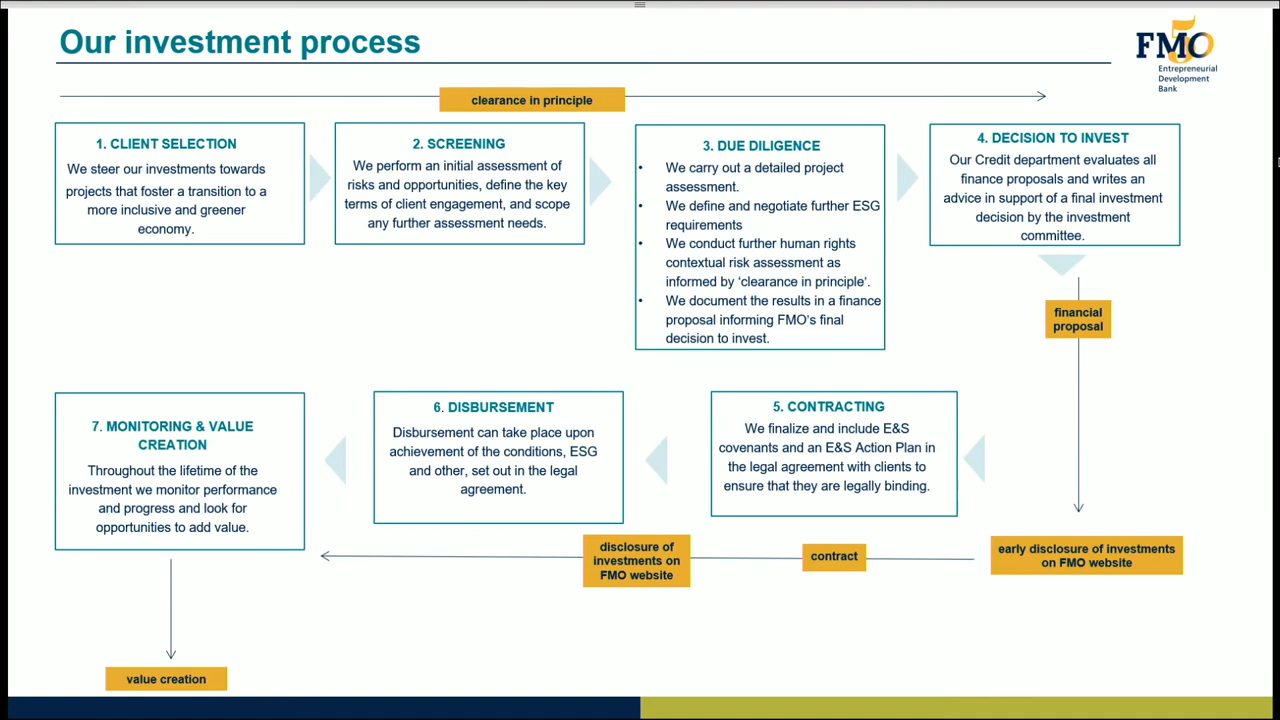 Our investment process
FMO
5
Entrepreneurial
Development
Bank
clearance in principle
1. CLIENT SELECTION
We steer our investments towards
projects that foster a transition to a
more inclusive and greener
economy.
2. SCREENING
We perform an initial assessment of
risks and opportunities, define the key
terms of client engagement, and scope
any further assessment needs.
3. DUE DILIGENCE
• We carry out a detailed project
assessment.
• We define and negotiate further ESG
requirements
• We conduct further human rights
contextual risk assessment as
informed by ‘clearance in principle’.
• We document the results in a finance
proposal informing FMO’s final
decision to invest.
4. DECISION TO INVEST
Our Credit department evaluates all
finance proposals and writes an
advice in support of a final investment
decision by the investment
committee.
financial
proposal
5. CONTRACTING
We finalize and include E&S
covenants and an E&S Action Plan in
the legal agreement with clients to
ensure that they are legally binding.
6. DISBURSEMENT
Disbursement can take place upon
achievement of the conditions, ESG
and other, set out in the legal
agreement.
7. MONITORING & VALUE
CREATION
Throughout the lifetime of the
investment we monitor performance
and progress and look for
opportunities to add value.
early disclosure of investments
on FMO website
contract
disclosure of
investments on
FMO website
value creation